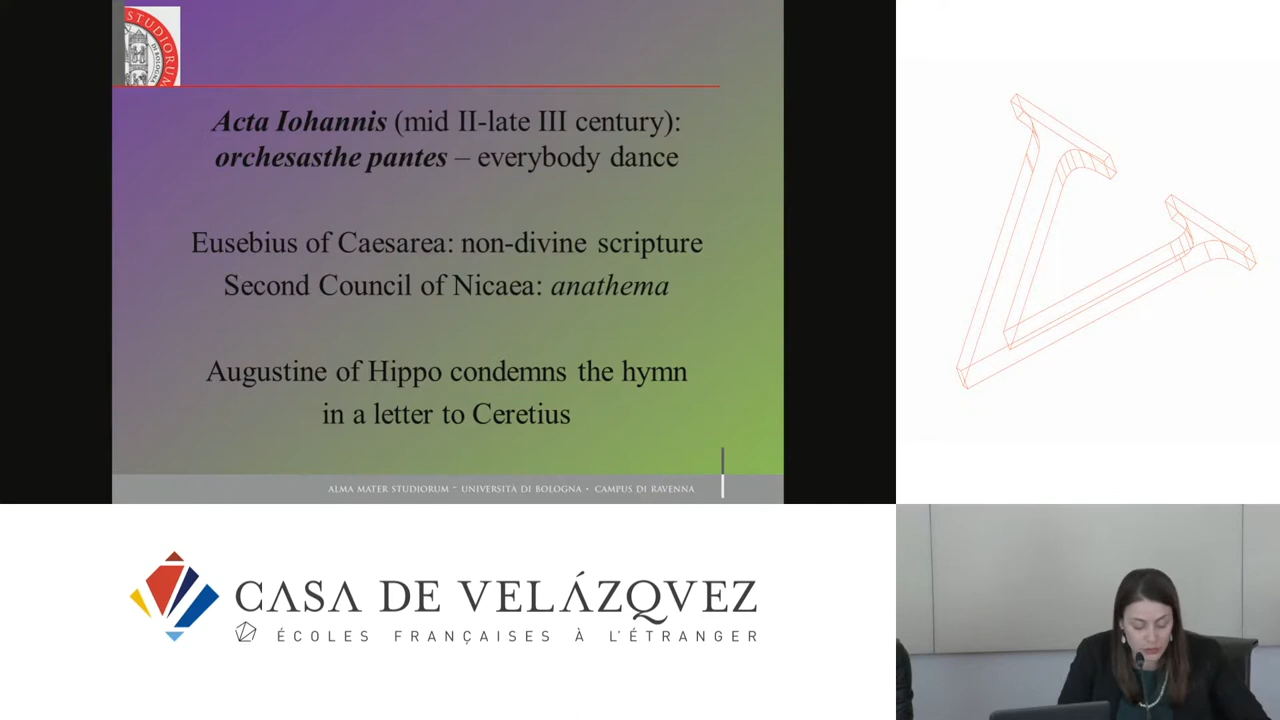 STUDIORUM
Acta Iohannis (mid II-late III century):
orchesasthe pantes – everybody dance
Eusebius of Caesarea: non-divine scripture
Second Council of Nicaea: anathema
Augustine of Hippo condemns the hymn
in a letter to Ceretius
ALMA MATER STUDIORUM ~ UNIVERSITÀ DI BOLOGNA • CAMPUS DI RAVENNA
CASA DE VELÁZQVEZ
ÉCOLES FRANÇAISES À L'ÉTRANGER